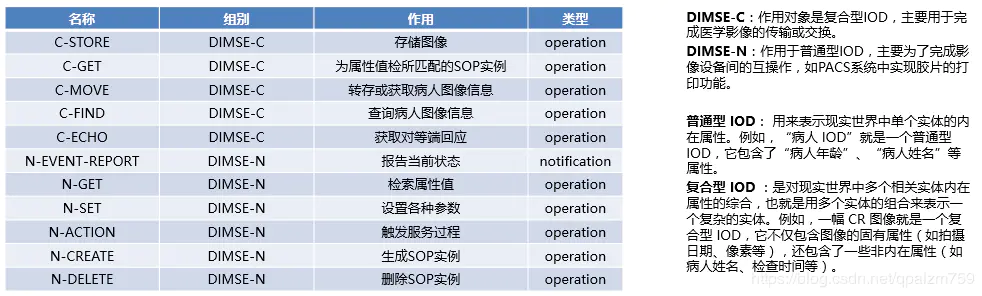 名称 组别 作用 类型
C-STORE DIMSE-C 存储图像 operation
C-GET DIMSE-C 为属性值检所匹配的SOP实例 operation
C-MOVE DIMSE-C 转存或获取病人图像信息 operation
C-FIND DIMSE-C 查询病人图像信息 operation
C-ECHO DIMSE-C 获取对等端回应 operation
N-EVENT-REPORT DIMSE-N 报告当前状态 notification
N-GET DIMSE-N 检索属性值 operation
N-SET DIMSE-N 设置各种参数 operation
N-ACTION DIMSE-N 触发服务过程 operation
N-CREATE DIMSE-N 生成SOP实例 operation
N-DELETE DIMSE-N 删除SOP实例 operation
DIMSE-C：作用对象是复合型IOD，主要用于完
成医学影像的传输或交换。
DIMSE-N：作用于普通型IOD，主要为了完成影
像设备间的互操作，如PACS系统中实现胶片的打
印功能。
普通型 IOD： 用来表示现实世界中单个实体的内
在属性。例如，“病人 IOD”就是一个普通型
IOD，它包含了“病人年龄”、“病人姓名”等
属性。
复合型 IOD ：是对现实世界中多个相关实体内在
属性的综合，也就是用多个实体的组合来表示一
个复杂的实体。例如，一幅 CR 图像就是一个复
合型 IOD，它不仅包含图像的固有属性（如拍摄
日期、像素等），还包含了一些非内在属性（如
病人姓名、检查时间等）。
https://blog.csdn.net/qpalzm759